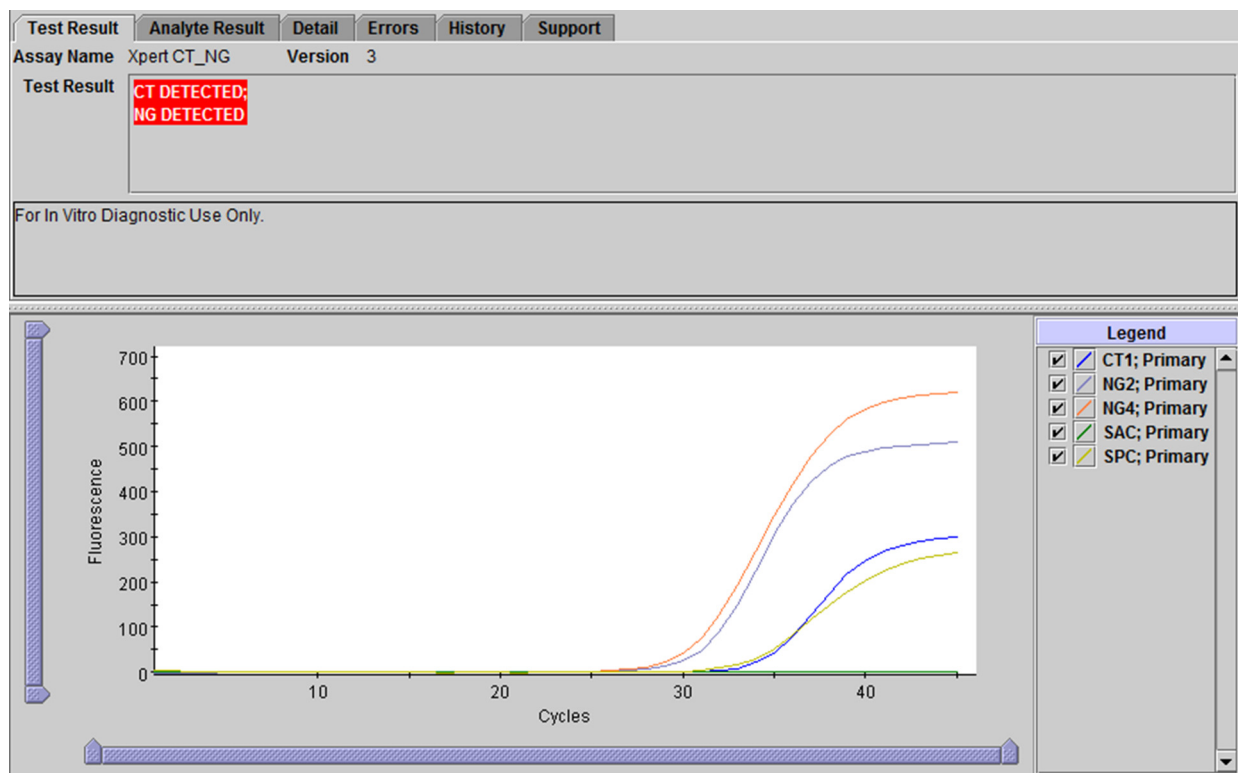 Test Result Analyte Result Detail Errors History Support
Assay Name Xpert CT_NG Version 3
Test Result CT DETECTED;
NG DETECTED
For In Vitro Diagnostic Use Only.
Legend
CT1; Primary
NG2; Primary
NG4; Primary
SAC; Primary
SPC; Primary
700
600
500
400
300
200
100
0
Fluorescence
10 20 30 40
Cycles